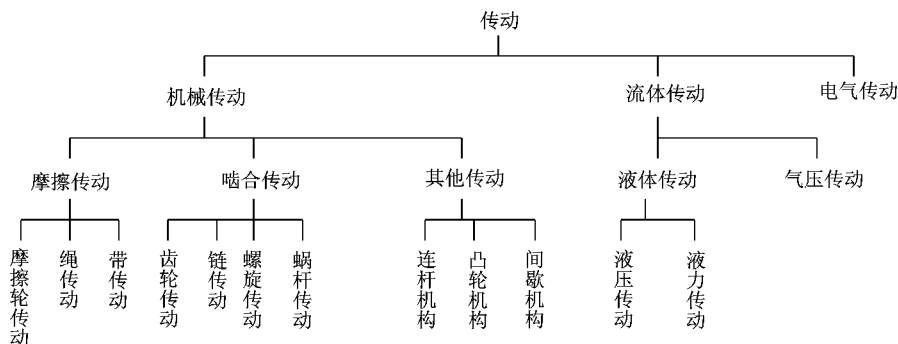 传动
机械传动
流体传动
电气传动
摩擦传动
啮合传动
其他传动
液体传动
气压传动
摩擦轮传动
绳传动
带传动
齿轮传动
链传动
螺旋传动
蜗杆传动
连杆机构
凸轮机构
间歇机构
液压传动
液力传动